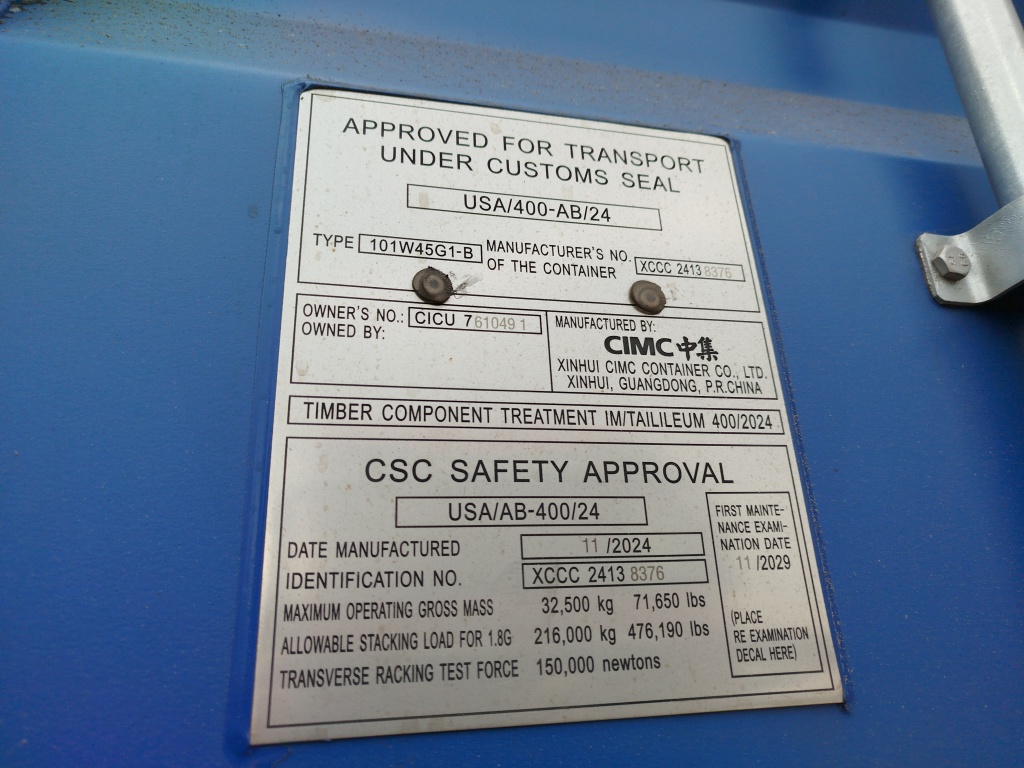 APPROVED FOR TRANSPORT
UNDER CUSTOMS SEAL
USA/400-AB/24
TYPE 101W45G1-B MANUFACTURER'S NO.
OF THE CONTAINER XCCC 2413 8376
OWNER'S NO.: CICU 7 61049 1
OWNED BY:
MANUFACTURED BY:
CIMC 中集
XINHUI CIMC CONTAINER CO., LTD.
XINHUI, GUANGDONG, P.R.CHINA
TIMBER COMPONENT TREATMENT IM/TAILILEUM 400/2024
CSC SAFETY APPROVAL
USA/AB-400/24
DATE MANUFACTURED 11 /2024
IDENTIFICATION NO. XCCC 2413 8376
MAXIMUM OPERATING GROSS MASS 32,500 kg 71,650 lbs
ALLOWABLE STACKING LOAD FOR 1.8G 216,000 kg 476,190 lbs
TRANSVERSE RACKING TEST FORCE 150,000 newtons
FIRST MAINTE-
NANCE EXAMI-
NATION DATE
11 /2029
(PLACE
RE EXAMINATION
DECAL HERE)